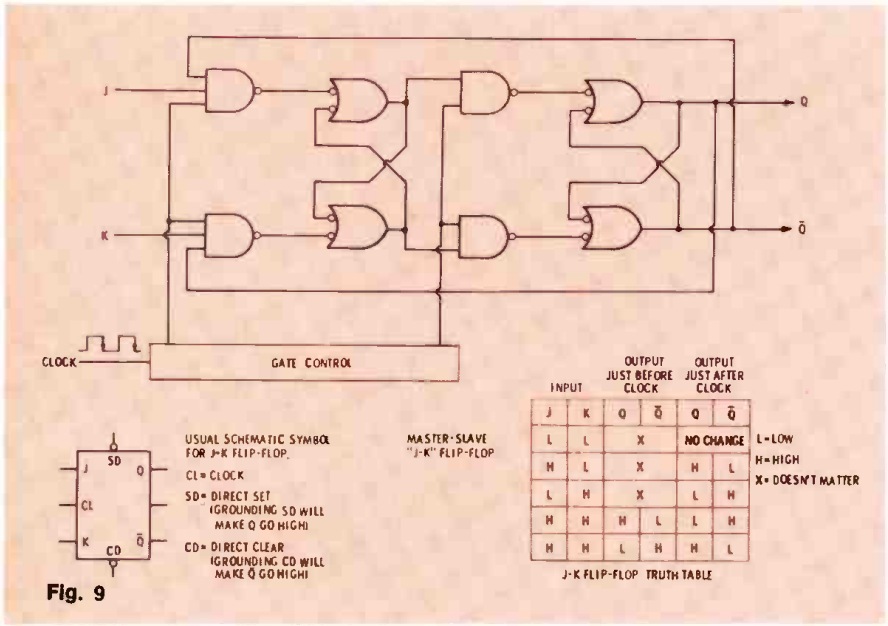 J
Q
K
Q̄
CLOCK
GATE CONTROL
USUAL SCHEMATIC SYMBOL
FOR J-K FLIP-FLOP.
CL = CLOCK
SD = DIRECT SET
(GROUNDING SD WILL
MAKE Q GO HIGH)
CD = DIRECT CLEAR
(GROUNDING CD WILL
MAKE Q̄ GO HIGH)
SD
J Q
CL
K Q̄
CD
Fig. 9
MASTER-SLAVE
"J-K" FLIP-FLOP
INPUT
OUTPUT
JUST BEFORE
CLOCK
OUTPUT
JUST AFTER
CLOCK
J K Q Q̄ Q Q̄
L L X NO CHANGE
H L X H L
L H X L H
H H H L L H
H H L H H L
L = LOW
H = HIGH
X = DOESN'T MATTER
J-K FLIP-FLOP TRUTH TABLE